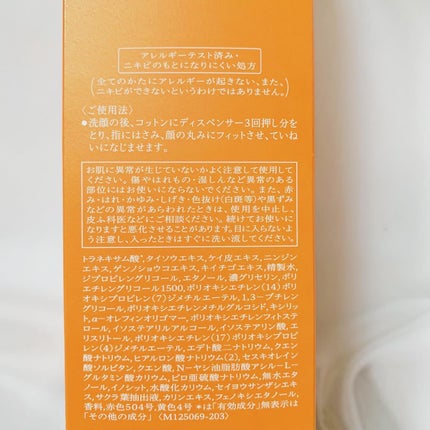 アレルギーテスト済み・
ニキビのもとになりにくい処方
(全てのかたにアレルギーが起きない、また、
ニキビができないというわけではありません。)
〈ご使用法〉
●洗顔の後、コットンにディスペンサー3回押し分を
とり、指にはさみ、顔の丸みにフィットさせ、ていね
いになじませます。
お肌に異常が生じていないかよく注意して使用して
ください。傷やはれもの・湿しんなど異常のある
部位にはお使いにならないでください。また、赤
み・はれ・かゆみ・しげき・色抜け(白斑等)や黒ずみ
などの異常があらわれたときは、使用を中止し、
皮ふ科医などにご相談ください。続けてお使いに
なりますと悪化させることがあります。目に入らないよ
う注意し、入ったときはすぐに洗い流してください。
トラネキサム酸*、タイソウエキス、ケイ皮エキス、ニンジン
エキス、ゲンノショウコエキス、キイチゴエキス、精製水、
ジプロピレングリコール、エタノール、濃グリセリン、ポリ
エチレングリコール1500、ポリオキシエチレン(14)ポリ
オキシプロピレン(7)ジメチルエーテル、1,3-ブチレング
リコール、ポリオキシエチレンメチルグルコシド、キシリッ
ト、α-オレフィンオリゴマー、ポリオキシエチレンフィトステ
ロール、イソステアリルアルコール、イソステアリン酸、エ
リスリトール、ポリオキシエチレン(17)ポリオキシプロピ
レン(4)ジメチルエーテル、エデト酸二ナトリウム、クエン
酸ナトリウム、ヒアルロン酸ナトリウム(2)、セスキオレイン
酸ソルビタン、クエン酸、N-ヤシ油脂肪酸アシル-L-
グルタミン酸カリウム、ピロ亜硫酸ナトリウム、無水エタノ
ール、イノシット、水酸化カリウム、セイヨウサンザシエキ
ス、サクラ葉抽出液、カリンエキス、フェノキシエタノール、
香料、赤色504号、黄色4号 *は「有効成分」無表示は
「その他の成分」〈M125069-203〉